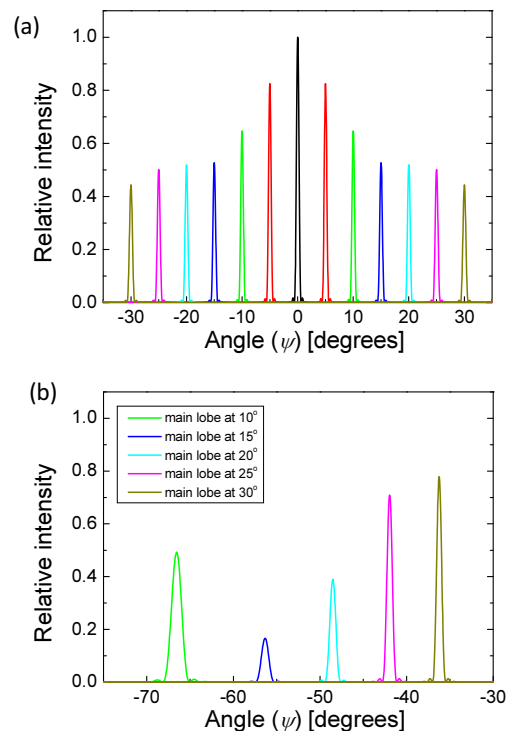 (a)
1.0
0.8
0.6
0.4
0.2
0.0
Relative intensity
-30 -20 -10 0 10 20 30
Angle (ψ) [degrees]
(b)
1.0
0.8
0.6
0.4
0.2
0.0
Relative intensity
main lobe at 10°
main lobe at 15°
main lobe at 20°
main lobe at 25°
main lobe at 30°
-70 -60 -50 -40 -30
Angle (ψ) [degrees]